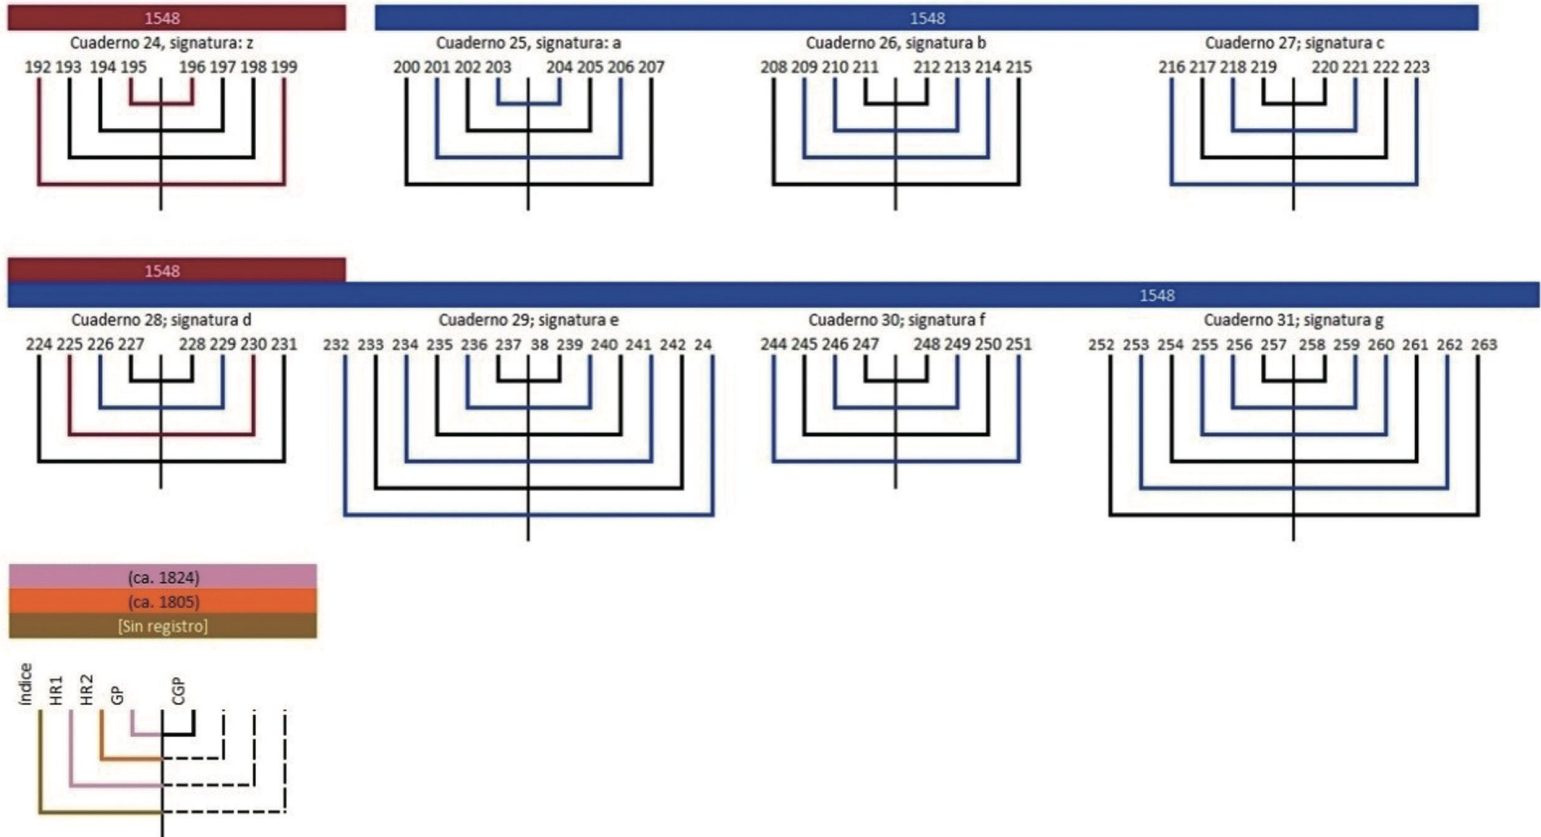 1548 1548
Cuaderno 24, signatura: z Cuaderno 25, signatura: a Cuaderno 26, signatura b Cuaderno 27; signatura c
192 193 194 195 196 197 198 199 200 201 202 203 204 205 206 207 208 209 210 211 212 213 214 215 216 217 218 219 220 221 222 223
1548
1548
Cuaderno 28; signatura d Cuaderno 29; signatura e Cuaderno 30; signatura f Cuaderno 31; signatura g
224 225 226 227 228 229 230 231 232 233 234 235 236 237 38 239 240 241 242 24 244 245 246 247 248 249 250 251 252 253 254 255 256 257 258 259 260 261 262 263
(ca. 1824)
(ca. 1805)
[Sin registro]
índice HR1 HR2 GP CGP